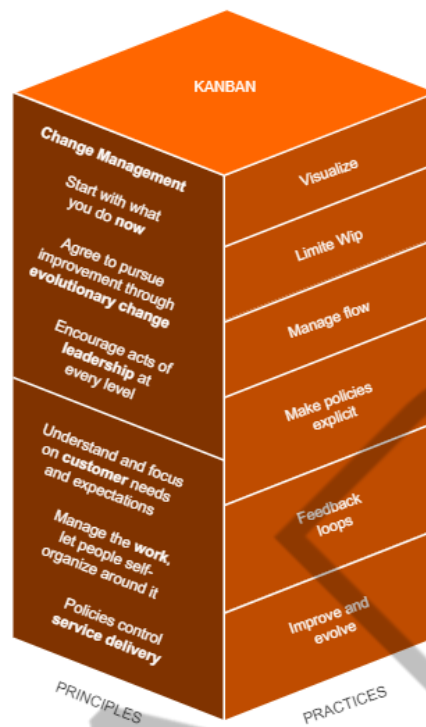 KANBAN
Change Management
Start with what
you do now
Agree to pursue
improvement through
evolutionary change
Encourage acts of
leadership at
every level
Understand and focus
on customer needs
and expectations
Manage the work,
let people self-
organize around it
Policies control
service delivery
PRINCIPLES
Visualize
Limite Wip
Manage flow
Make policies
explicit
Feedback
loops
Improve and
evolve
PRACTICES